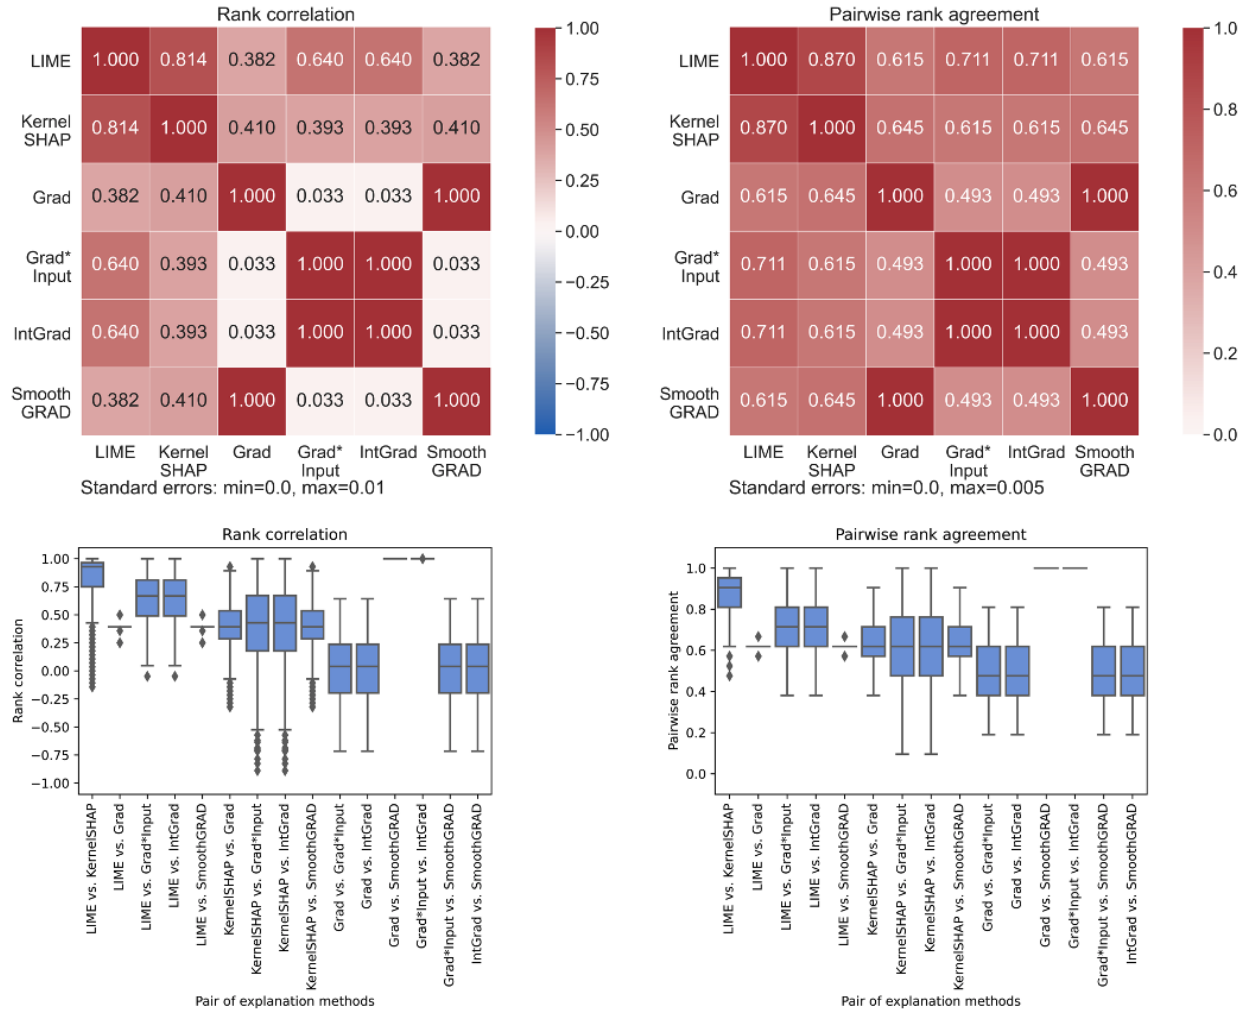 Rank correlation
LIME 1.000 0.814 0.382 0.640 0.640 0.382
Kernel SHAP 0.814 1.000 0.410 0.393 0.393 0.410
Grad 0.382 0.410 1.000 0.033 0.033 1.000
Grad* Input 0.640 0.393 0.033 1.000 1.000 0.033
IntGrad 0.640 0.393 0.033 1.000 1.000 0.033
Smooth GRAD 0.382 0.410 1.000 0.033 0.033 1.000
LIME Kernel SHAP Grad Grad* Input IntGrad Smooth GRAD
Standard errors: min=0.0, max=0.01
1.00
0.75
0.50
0.25
0.00
−0.25
−0.50
−0.75
−1.00
Pairwise rank agreement
LIME 1.000 0.870 0.615 0.711 0.711 0.615
Kernel SHAP 0.870 1.000 0.645 0.615 0.615 0.645
Grad 0.615 0.645 1.000 0.493 0.493 1.000
Grad* Input 0.711 0.615 0.493 1.000 1.000 0.493
IntGrad 0.711 0.615 0.493 1.000 1.000 0.493
Smooth GRAD 0.615 0.645 1.000 0.493 0.493 1.000
LIME Kernel SHAP Grad Grad* Input IntGrad Smooth GRAD
Standard errors: min=0.0, max=0.005
1.0
0.8
0.6
0.4
0.2
0.0
Rank correlation
Rank correlation
1.00
0.75
0.50
0.25
0.00
−0.25
−0.50
−0.75
−1.00
LIME vs. KernelSHAP
LIME vs. Grad
LIME vs. Grad*Input
LIME vs. IntGrad
LIME vs. SmoothGRAD
KernelSHAP vs. Grad
KernelSHAP vs. Grad*Input
KernelSHAP vs. IntGrad
KernelSHAP vs. SmoothGRAD
Grad vs. Grad*Input
Grad vs. IntGrad
Grad vs. SmoothGRAD
Grad*Input vs. IntGrad
Grad*Input vs. SmoothGRAD
IntGrad vs. SmoothGRAD
Pair of explanation methods
Pairwise rank agreement
Pairwise rank agreement
1.0
0.8
0.6
0.4
0.2
0.0
LIME vs. KernelSHAP
LIME vs. Grad
LIME vs. Grad*Input
LIME vs. IntGrad
LIME vs. SmoothGRAD
KernelSHAP vs. Grad
KernelSHAP vs. Grad*Input
KernelSHAP vs. IntGrad
KernelSHAP vs. SmoothGRAD
Grad vs. Grad*Input
Grad vs. IntGrad
Grad vs. SmoothGRAD
Grad*Input vs. IntGrad
Grad*Input vs. SmoothGRAD
IntGrad vs. SmoothGRAD
Pair of explanation methods